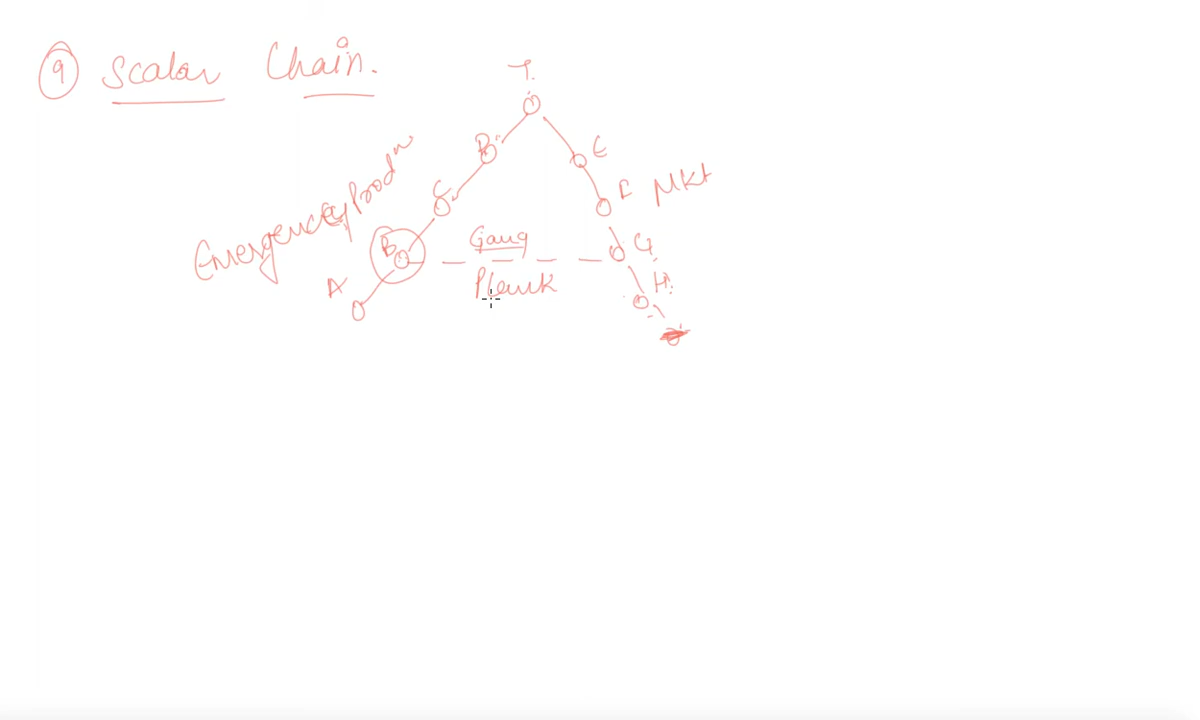 9 Scalar Chain.
T.
B
E
C
F Mkt
Emergency Prodn
B
Gang
G
Plank
H
A